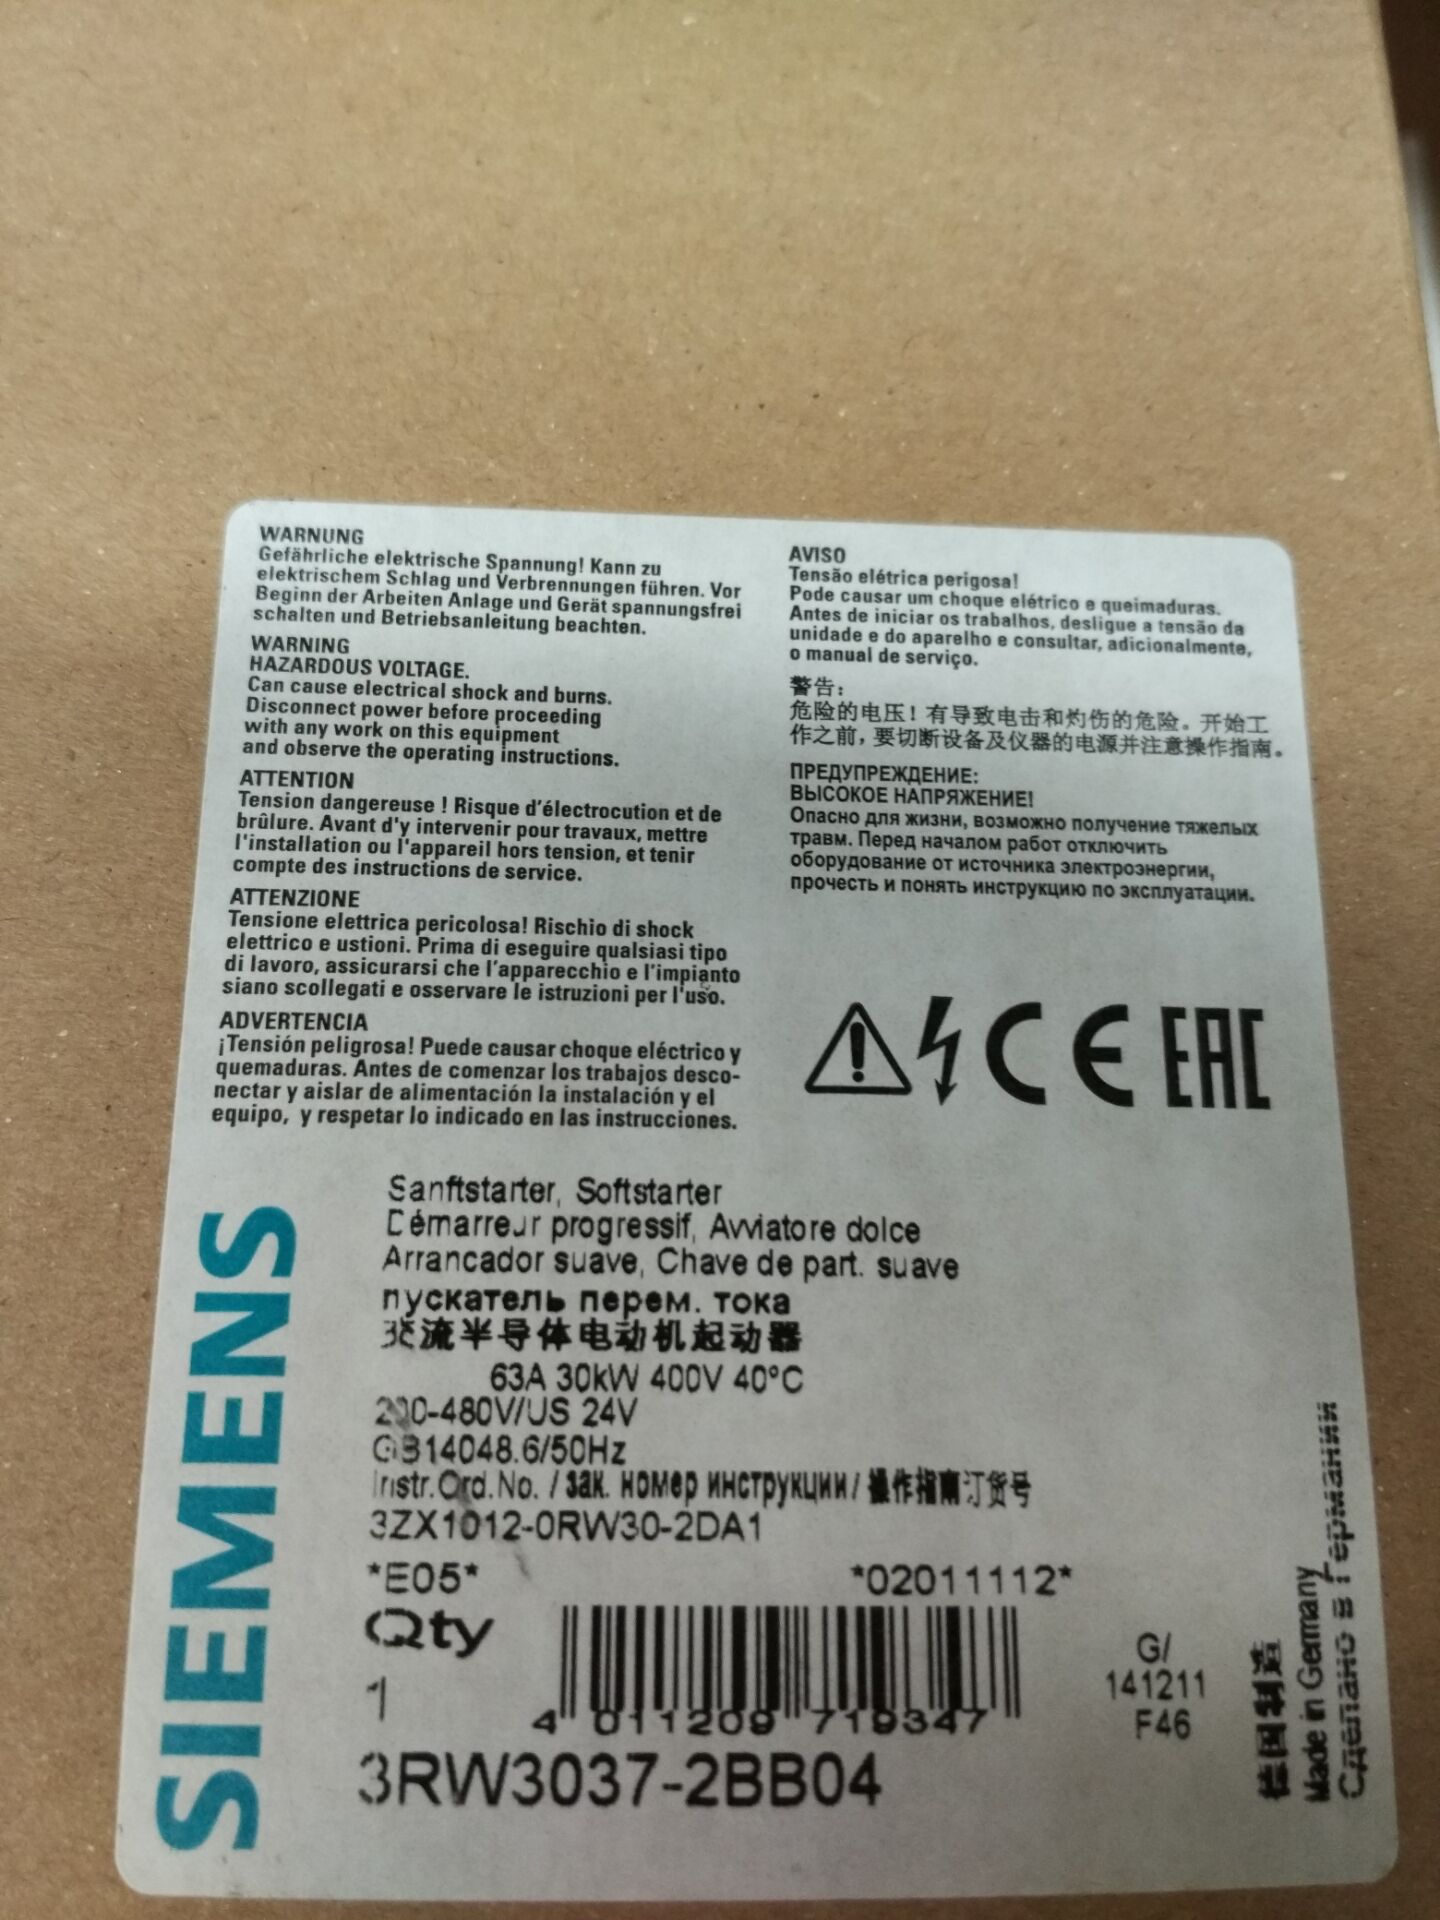 WARNUNG
Gefährliche elektrische Spannung! Kann zu
elektrischem Schlag und Verbrennungen führen. Vor
Beginn der Arbeiten Anlage und Gerät spannungsfrei
schalten und Betriebsanleitung beachten.
WARNING
HAZARDOUS VOLTAGE.
Can cause electrical shock and burns.
Disconnect power before proceeding
with any work on this equipment
and observe the operating instructions.
ATTENTION
Tension dangereuse ! Risque d'électrocution et de
brûlure. Avant d'y intervenir pour travaux, mettre
l'installation ou l'appareil hors tension, et tenir
compte des instructions de service.
ATTENZIONE
Tensione elettrica pericolosa! Rischio di shock
elettrico e ustioni. Prima di eseguire qualsiasi tipo
di lavoro, assicurarsi che l'apparecchio e l'impianto
siano scollegati e osservare le istruzioni per l'uso.
ADVERTENCIA
¡Tensión peligrosa! Puede causar choque eléctrico y
quemaduras. Antes de comenzar los trabajos desco-
nectar y aislar de alimentación la instalación y el
equipo, y respetar lo indicado en las instrucciones.
AVISO
Tensão elétrica perigosa!
Pode causar um choque elétrico e queimaduras.
Antes de iniciar os trabalhos, desligue a tensão da
unidade e do aparelho e consultar, adicionalmente,
o manual de serviço.
警告：
危险的电压！有导致电击和灼伤的危险。开始工
作之前，要切断设备及仪器的电源并注意操作指南。
ПРЕДУПРЕЖДЕНИЕ:
ВЫСОКОЕ НАПРЯЖЕНИЕ!
Опасно для жизни, возможно получение тяжелых
травм. Перед началом работ отключить
оборудование от источника электроэнергии,
прочесть и понять инструкцию по эксплуатации.
CE EAC
SIEMENS
Sanftstarter, Softstarter
Démarreur progressif, Avviatore dolce
Arrancador suave, Chave de part. suave
пускатель перем. тока
交流半导体电动机起动器
63A 30kW 400V 40°C
200-480V/US 24V
GB14048.6/50Hz
Instr.Ord.No. / зак. номер инструкции / 操作指南订货号
3ZX1012-0RW30-2DA1
*E05* *02011112*
Qty
1
4 011209 719347
G/
141211
F46
3RW3037-2BB04
德国制造
Made in Germany
Сделано в Германии